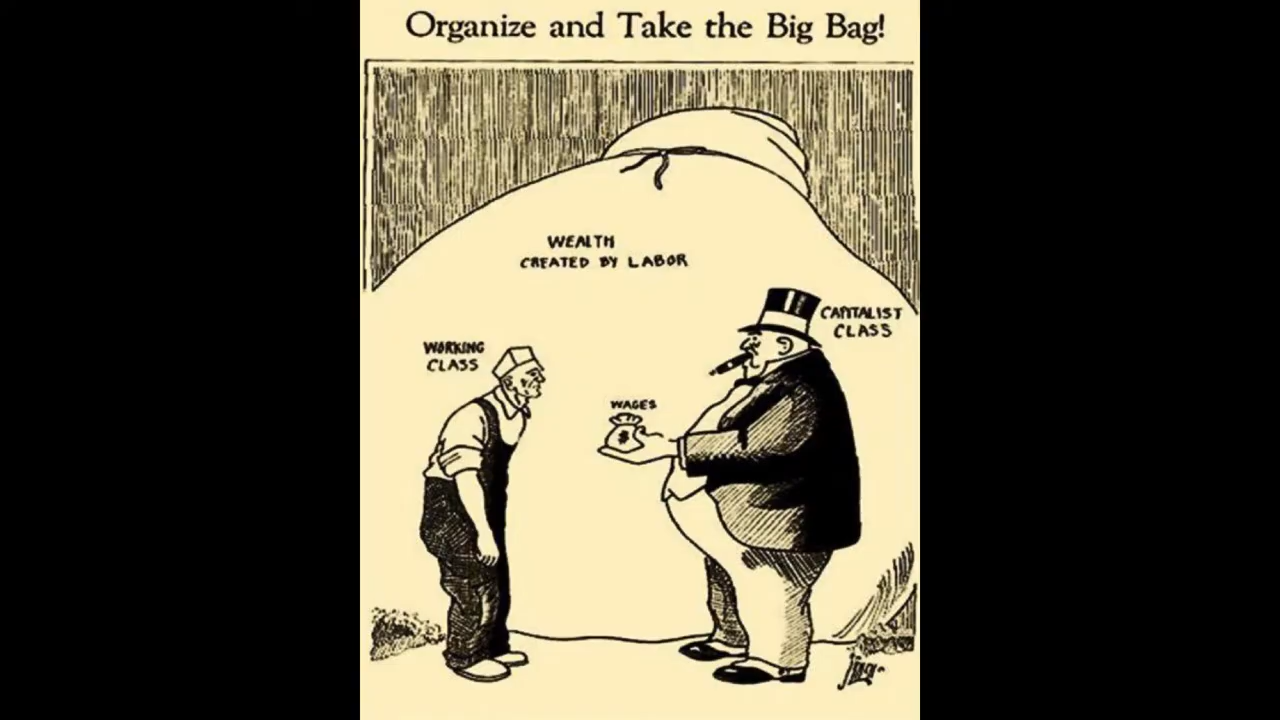 Organize and Take the Big Bag!
WEALTH
CREATED BY LABOR
CAPITALIST
CLASS
WORKING
CLASS
WAGES
$